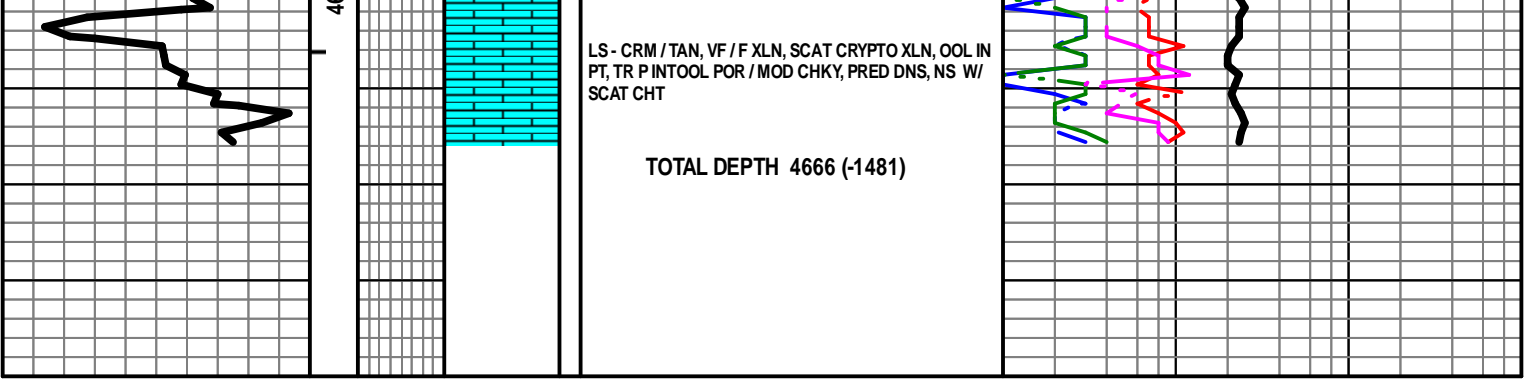 LS - CRM / TAN, VF / F XLN, SCAT CRYPTO XLN, OOL IN
PT, TR P INTOOL POR / MOD CHKY, PRED DNS, NS W/
SCAT CHT
TOTAL DEPTH 4666 (-1481)